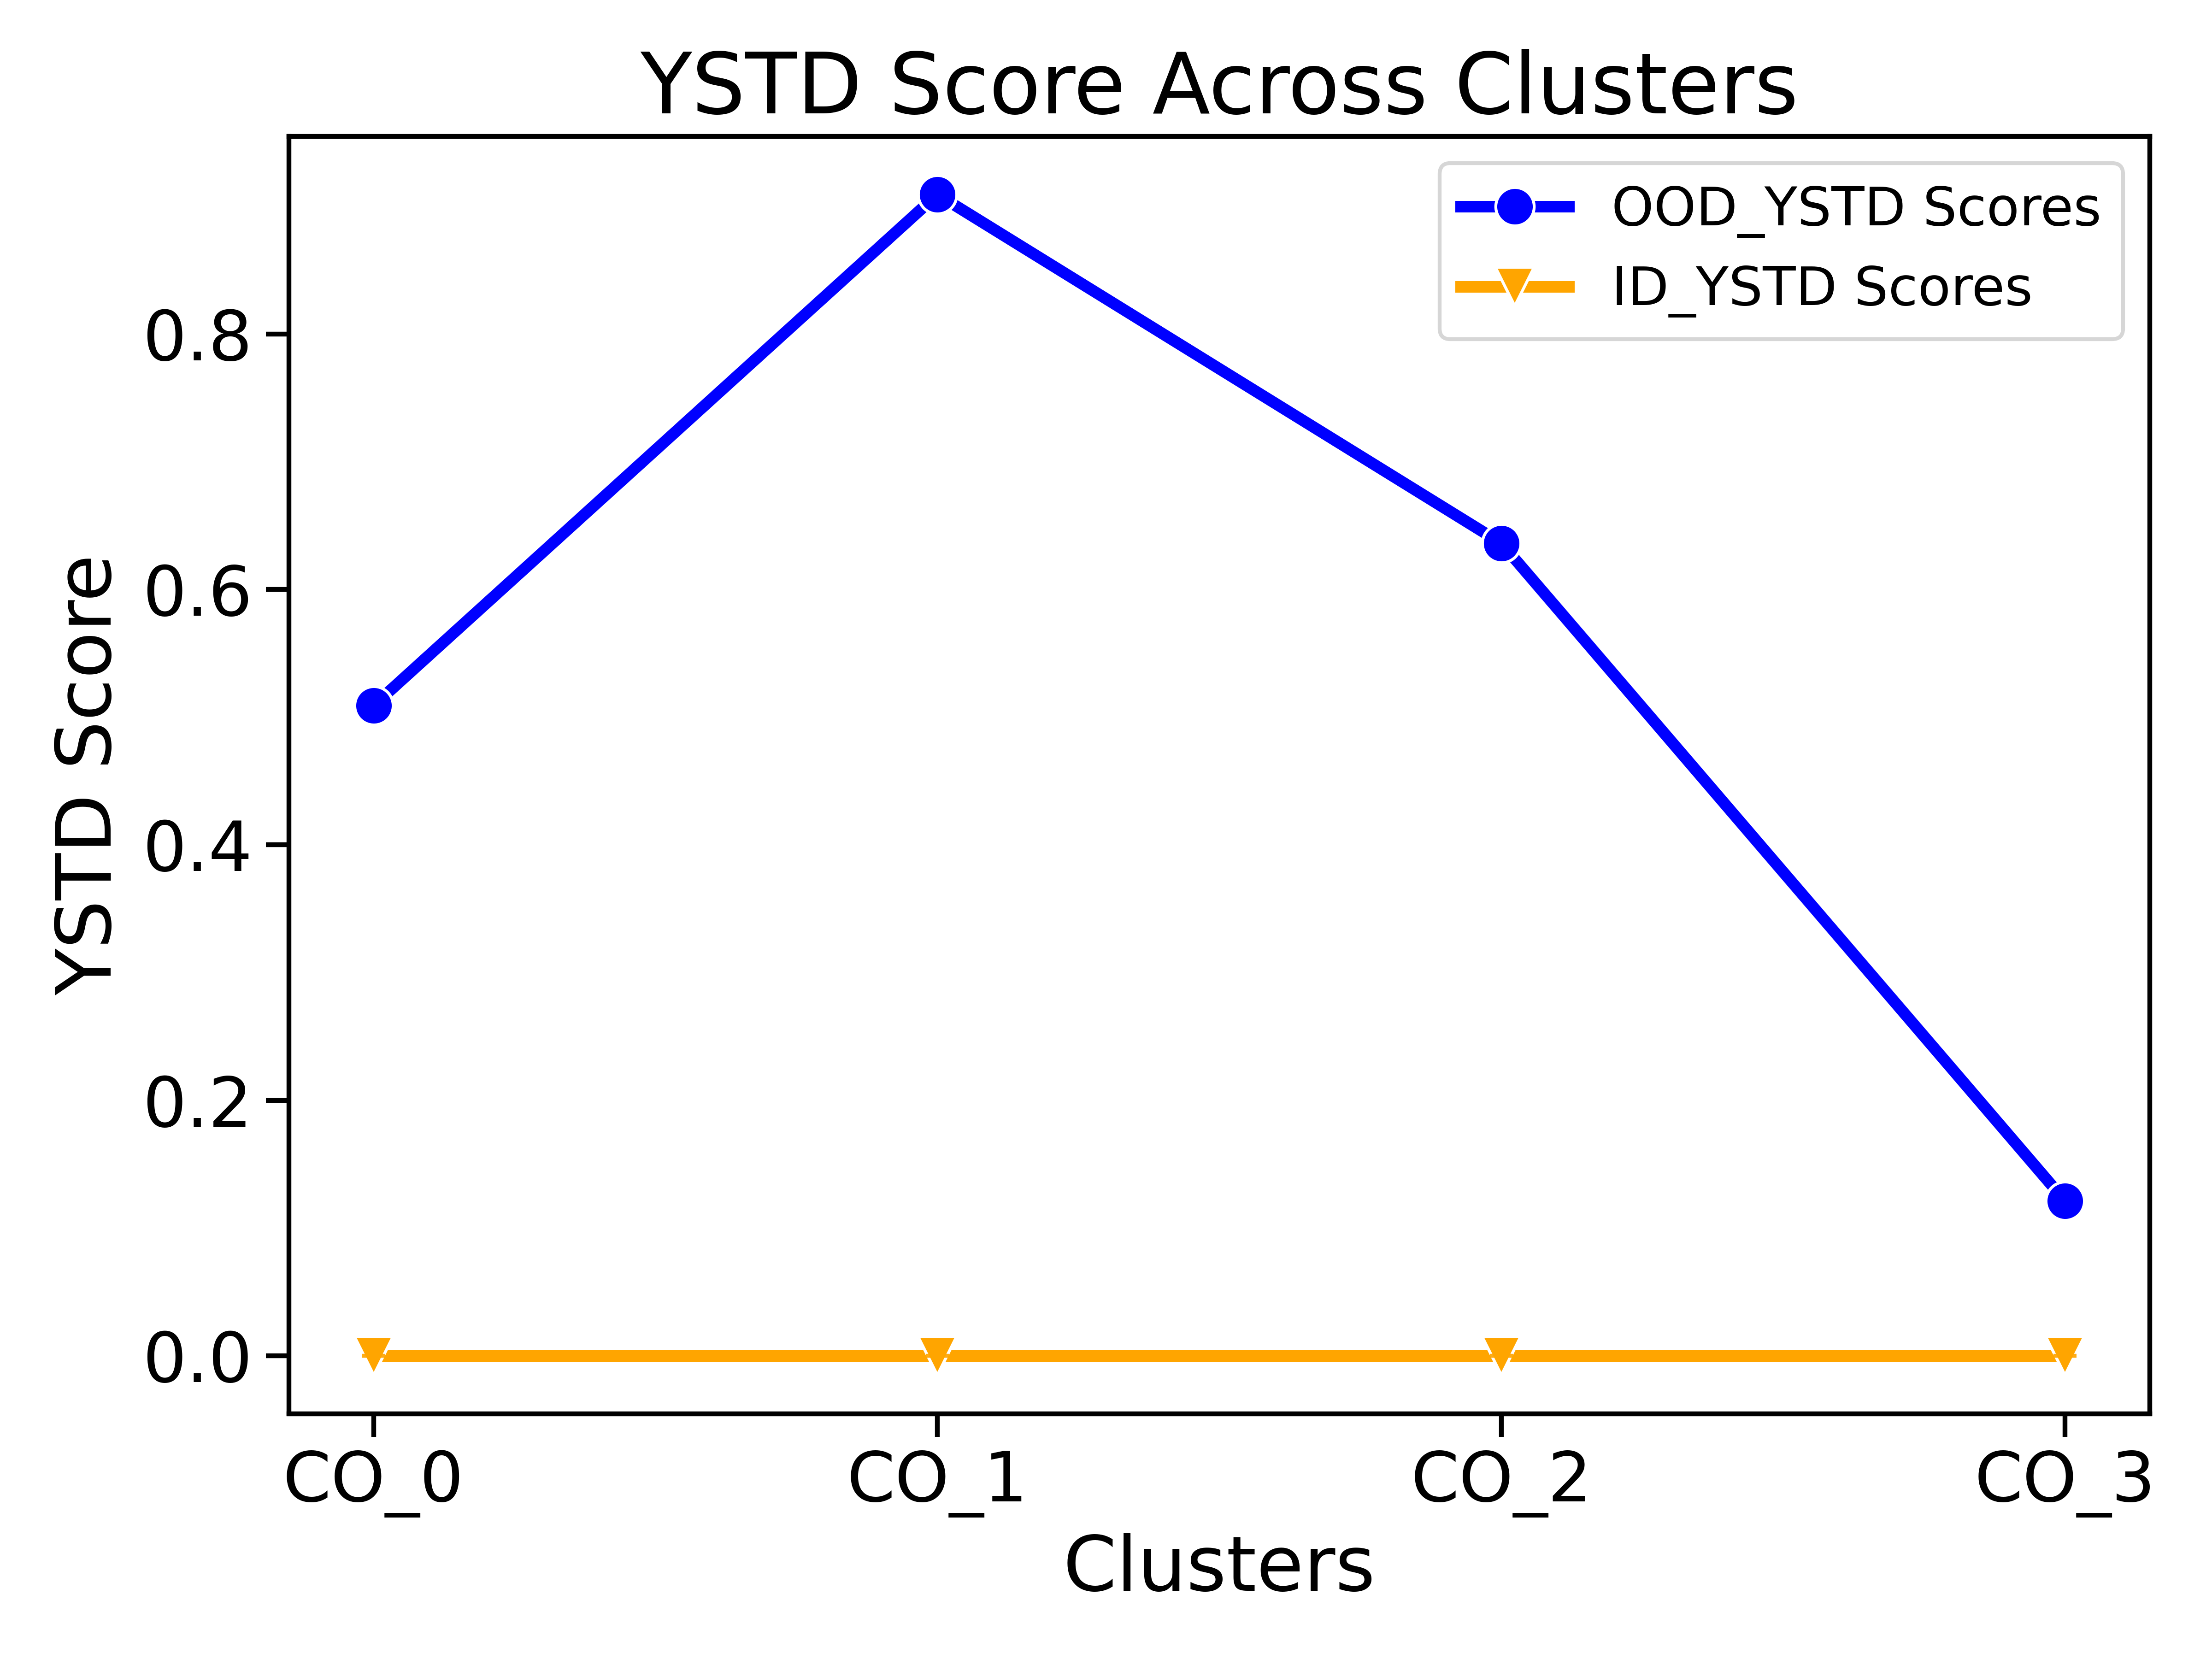 YSTD Score Across Clusters
OOD_YSTD Scores
ID_YSTD Scores
YSTD Score
0.8
0.6
0.4
0.2
0.0
CO_0 CO_1 CO_2 CO_3
Clusters